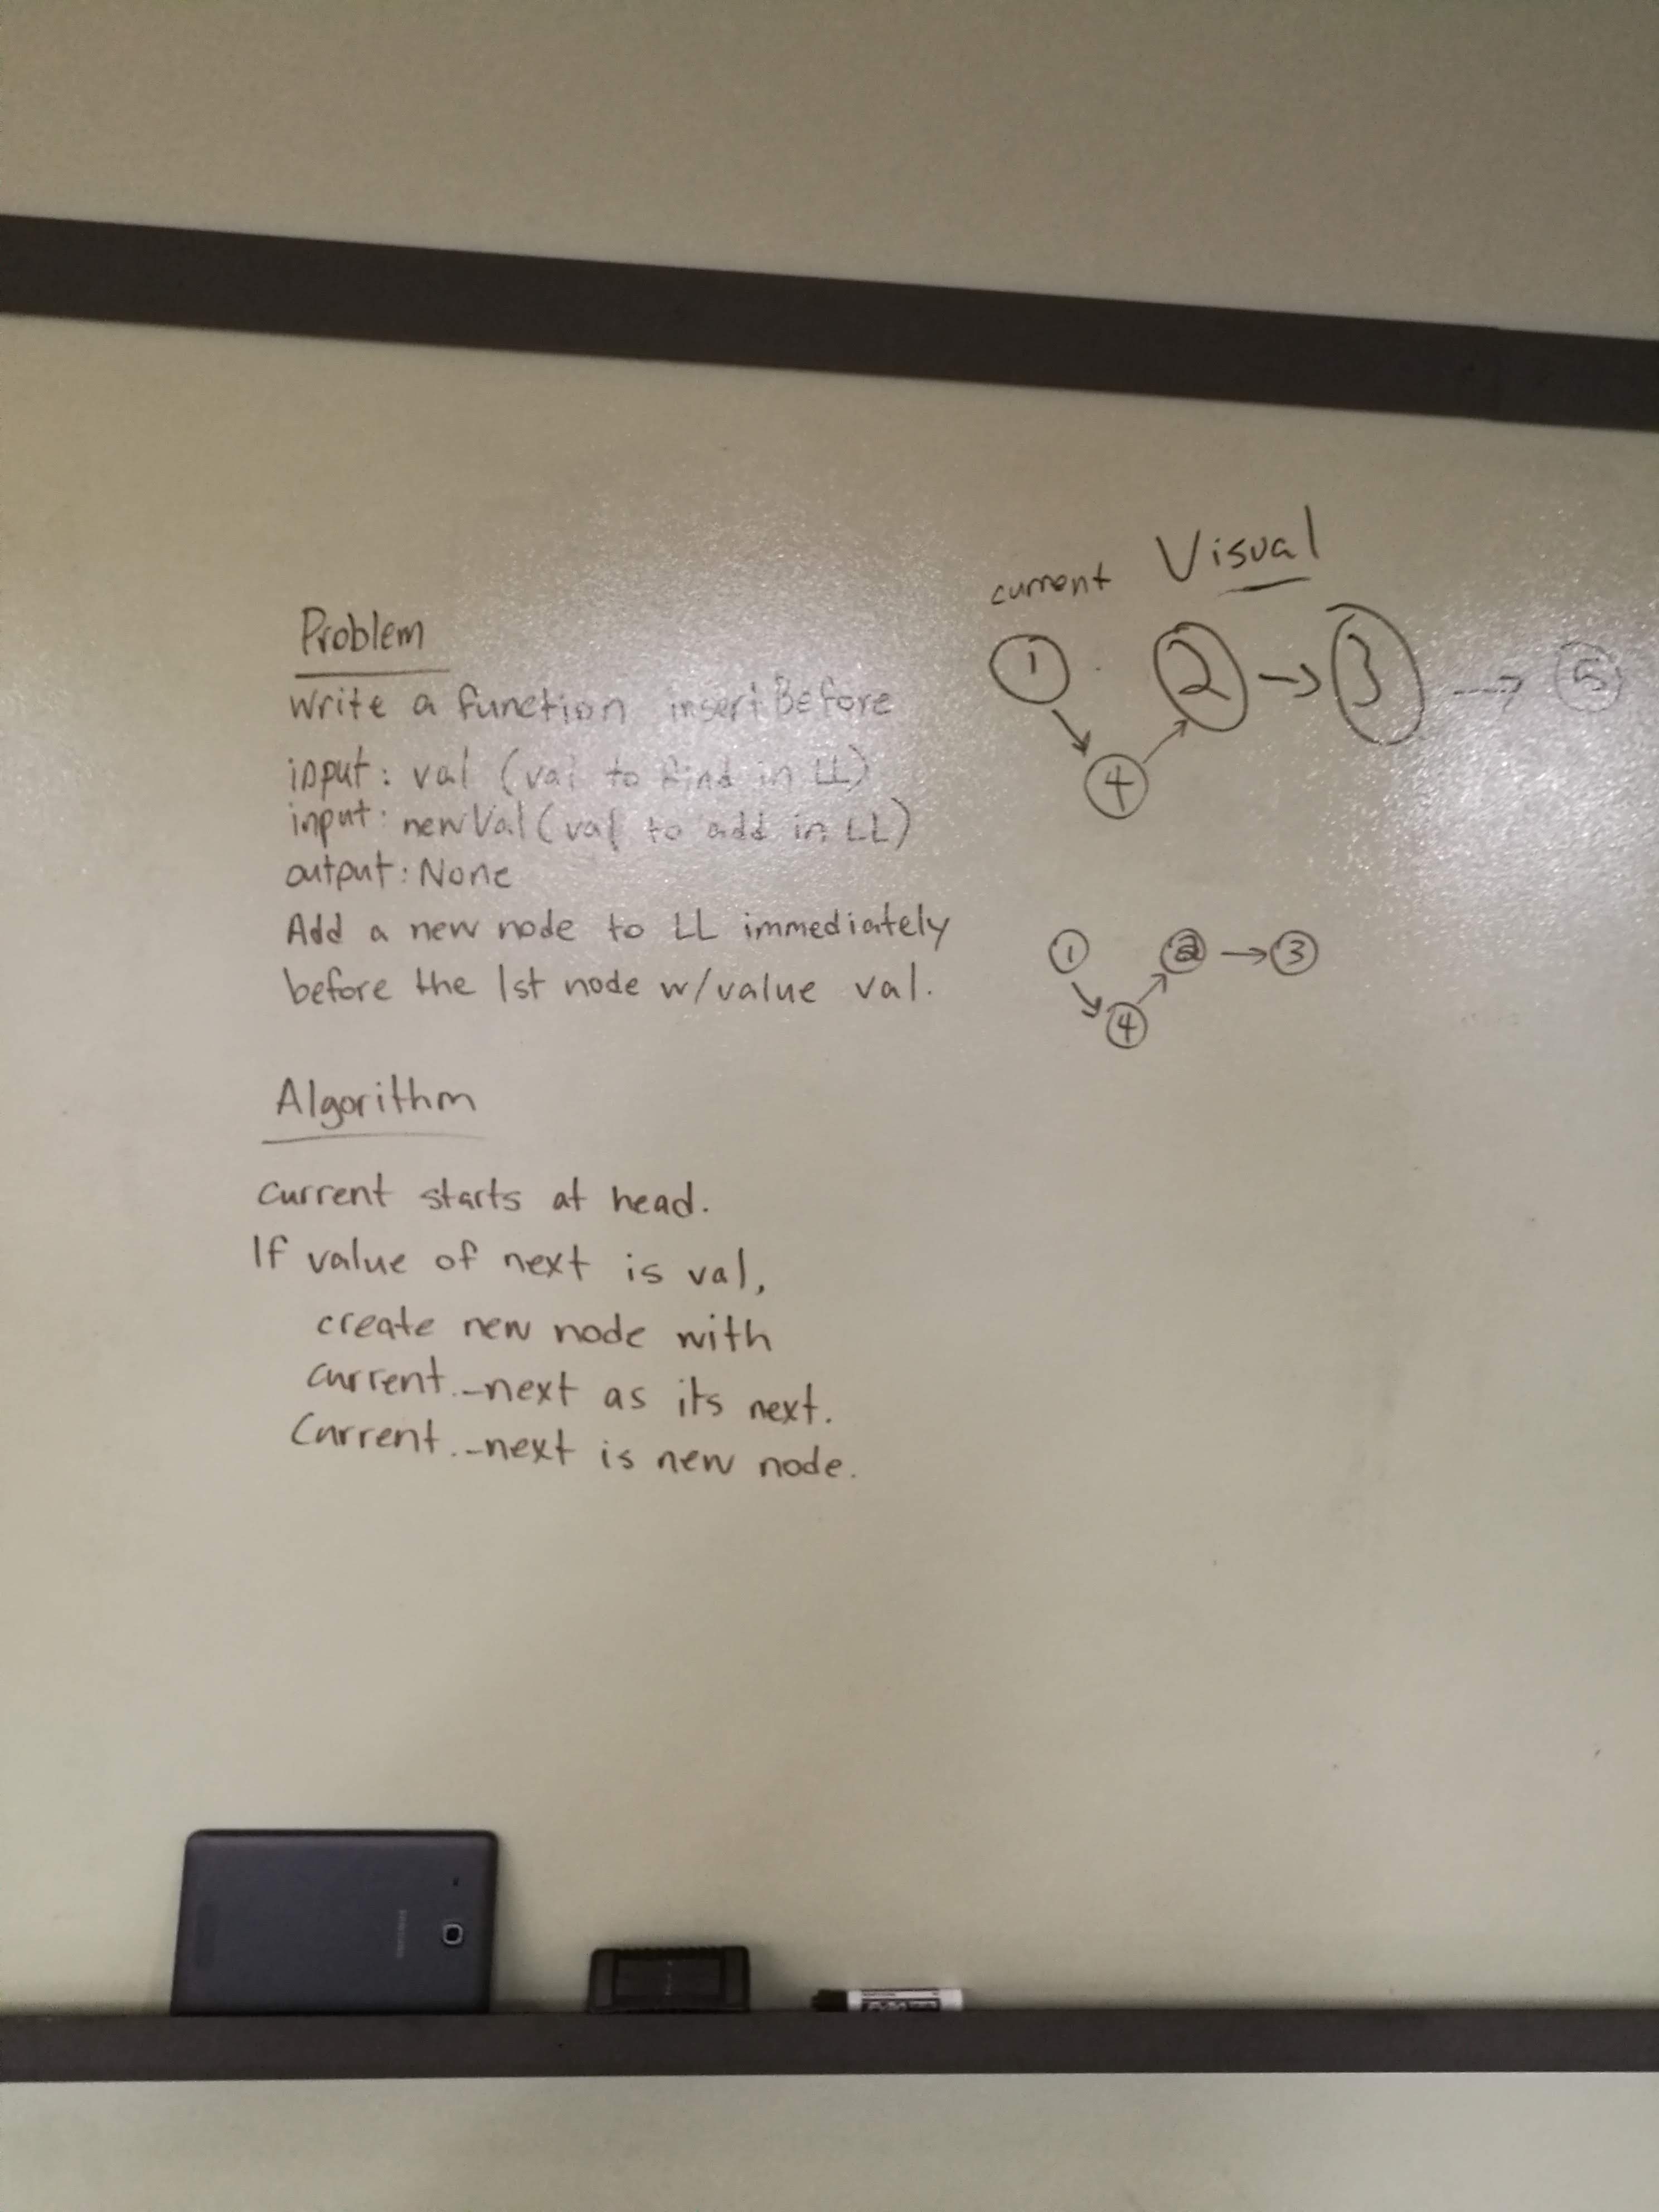 Problem
Write a function insertBefore
input: val (val to find in LL)
input: newVal (val to add in LL)
output: None
Add a new node to LL immediately
before the 1st node w/value val.
Algorithm
current starts at head.
If value of next is val,
create new node with
current._next as its next.
Current._next is new node.
Visual
current
1 2 → 3 → 5
4
1 2 → 3
4